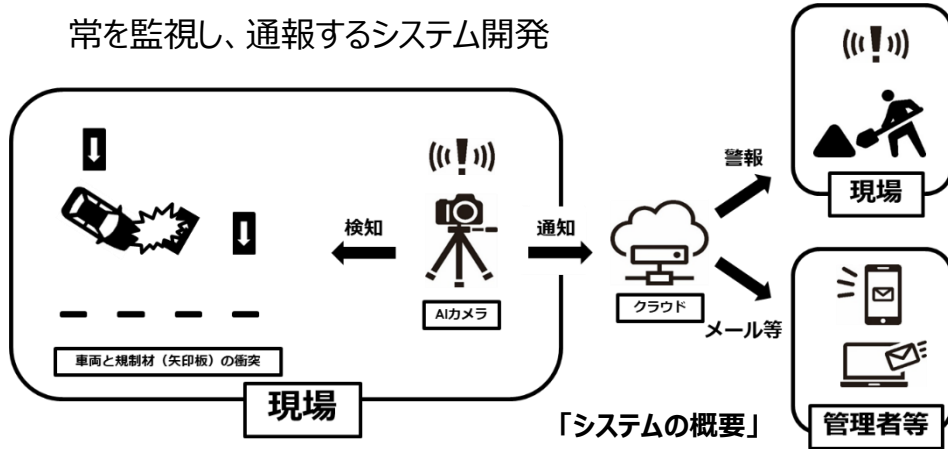 常を監視し、通報するシステム開発
検知
通知
警報
メール等
AIカメラ
クラウド
車両と規制材（矢印板）の衝突
現場
現場
管理者等
「システムの概要」